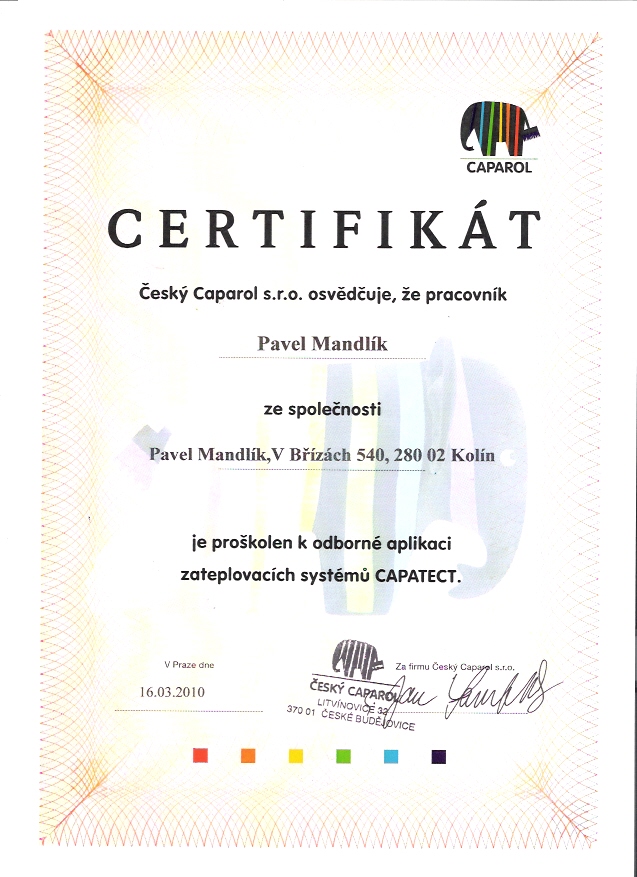 CAPAROL
CERTIFIKÁT
Český Caparol s.r.o. osvědčuje, že pracovník
Pavel Mandlík
ze společnosti
Pavel Mandlík,V Břízách 540, 280 02 Kolín
je proškolen k odborné aplikaci
zateplovacích systémů CAPATECT.
V Praze dne
16.03.2010
Za firmu Český Caparol s.r.o.
ČESKÝ CAPAROL
LITVÍNOVICE 32
370 01 ČESKÉ BUDĚJOVICE
Jan